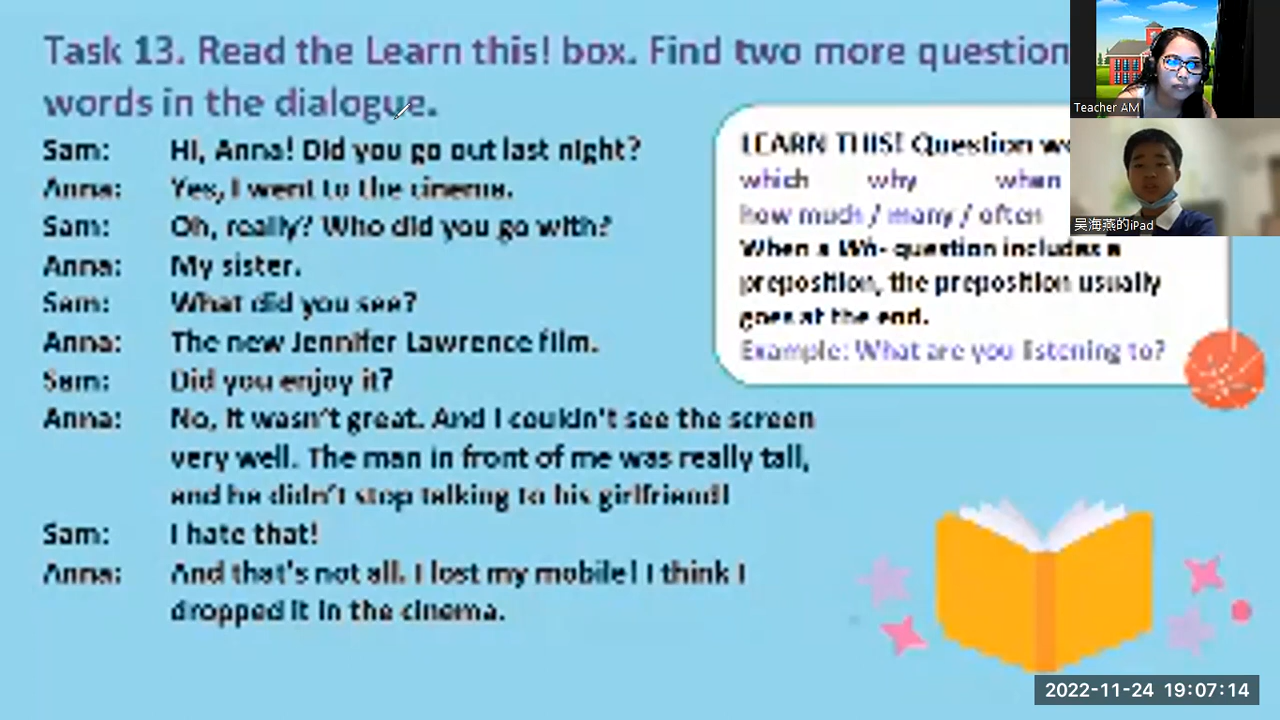 Task 13. Read the Learn this! box. Find two more question
words in the dialogue.
Sam: Hi, Anna! Did you go out last night?
Anna: Yes, I went to the cinema.
Sam: Oh, really? Who did you go with?
Anna: My sister.
Sam: What did you see?
Anna: The new Jennifer Lawrence film.
Sam: Did you enjoy it?
Anna: No, it wasn't great. And I couldn't see the screen
very well. The man in front of me was really tall,
and he didn't stop talking to his girlfriend!
Sam: I hate that!
Anna: And that's not all. I lost my mobile! I think I
dropped it in the cinema.
LEARN THIS! Question
which why when
how much / many / often
When a Wh- question includes a
preposition, the preposition usually
goes at the end.
Example: What are you listening to?
Teacher AM
吴海燕的iPad
2022-11-24 19:07:14